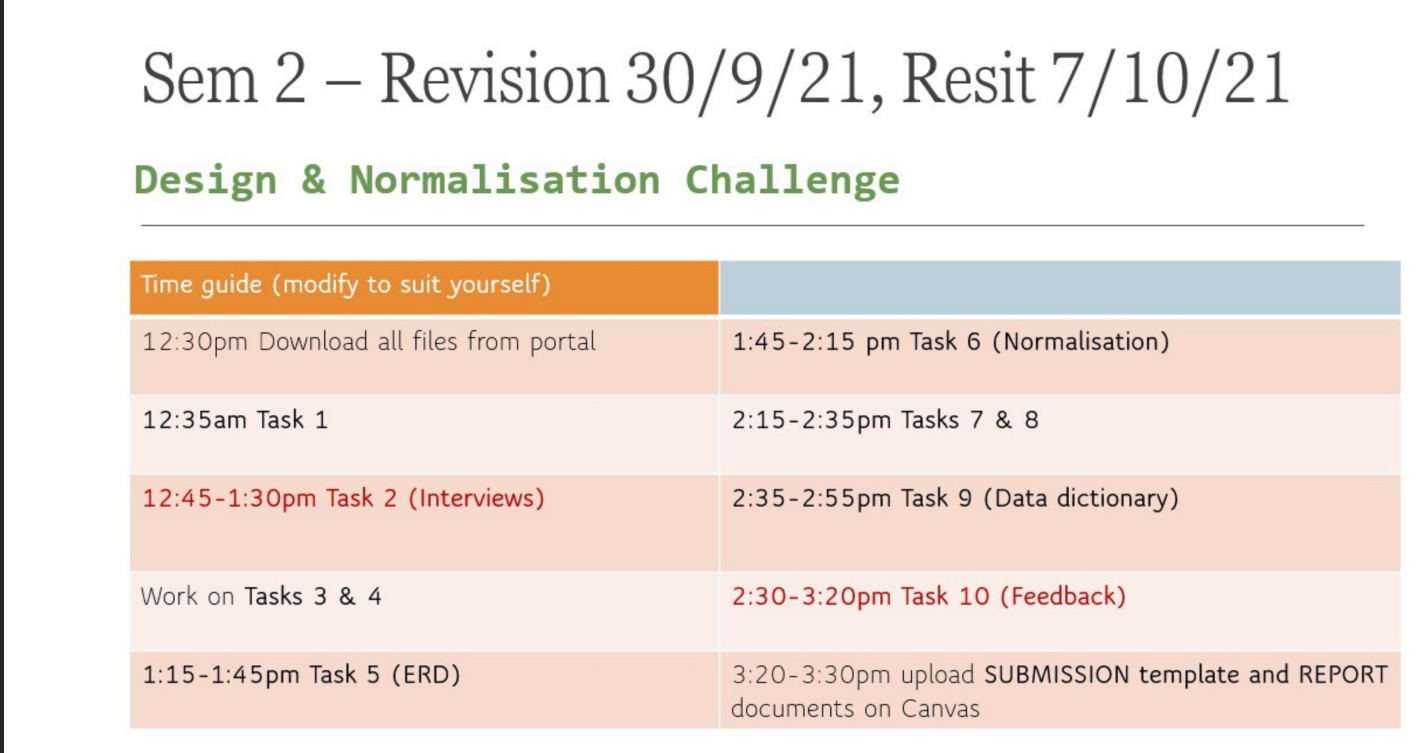 Sem 2 – Revision 30/9/21, Resit 7/10/21
Design & Normalisation Challenge
Time guide (modify to suit yourself)
12:30pm Download all files from portal
12:35am Task 1
12:45-1:30pm Task 2 (Interviews)
Work on Tasks 3 & 4
1:15-1:45pm Task 5 (ERD)
1:45-2:15 pm Task 6 (Normalisation)
2:15-2:35pm Tasks 7 & 8
2:35-2:55pm Task 9 (Data dictionary)
2:30-3:20pm Task 10 (Feedback)
3:20-3:30pm upload SUBMISSION template and REPORT
documents on Canvas